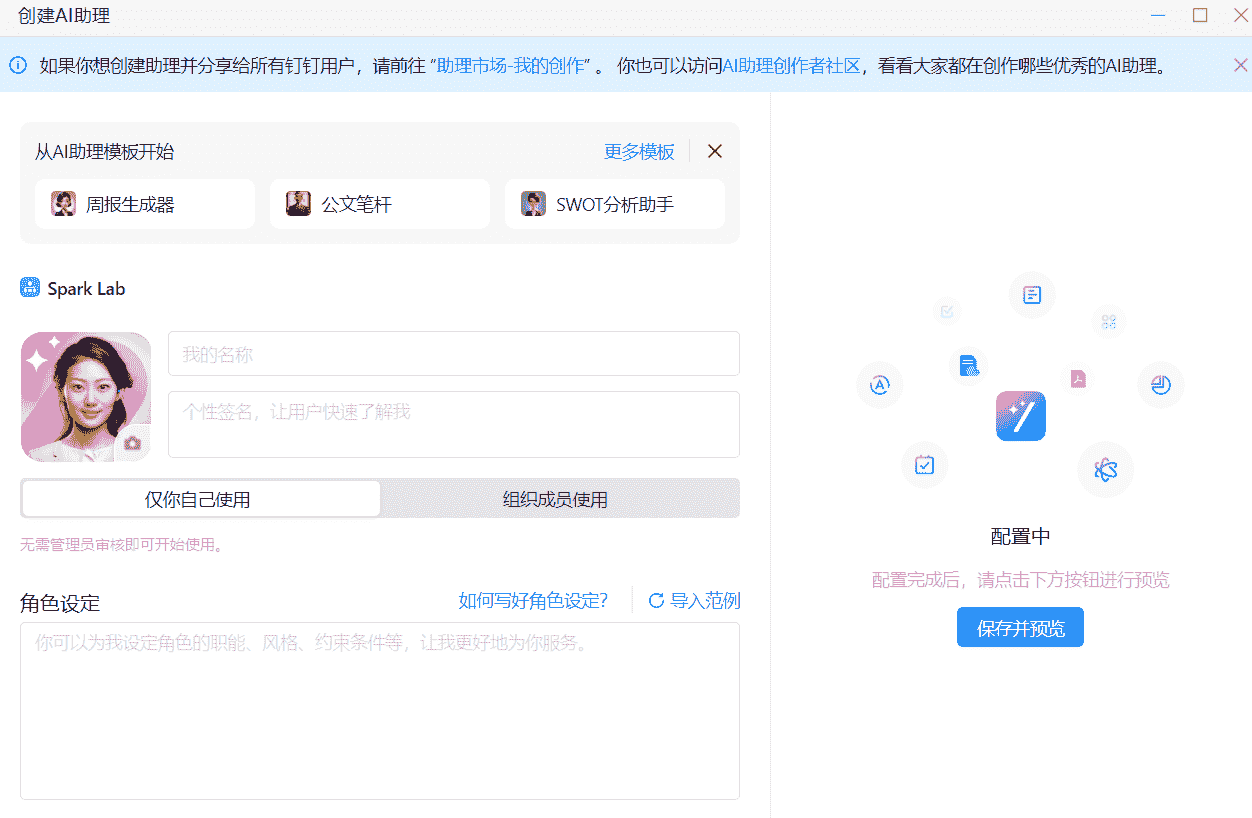 创建AI助理
如果你想创建助理并分享给所有钉钉用户，请前往 “助理市场-我的创作” 。 你也可以访问AI助理创作者社区，看看大家都在创作哪些优秀的AI助理。
从AI助理模板开始
更多模板
周报生成器
公文笔杆
SWOT分析助手
Spark Lab
我的名称
个性签名，让用户快速了解我
仅你自己使用
组织成员使用
无需管理员审核即可开始使用。
角色设定
如何写好角色设定?
导入范例
你可以为我设定角色的职能、风格、约束条件等，让我更好地为你服务。
配置中
配置完成后，请点击下方按钮进行预览
保存并预览